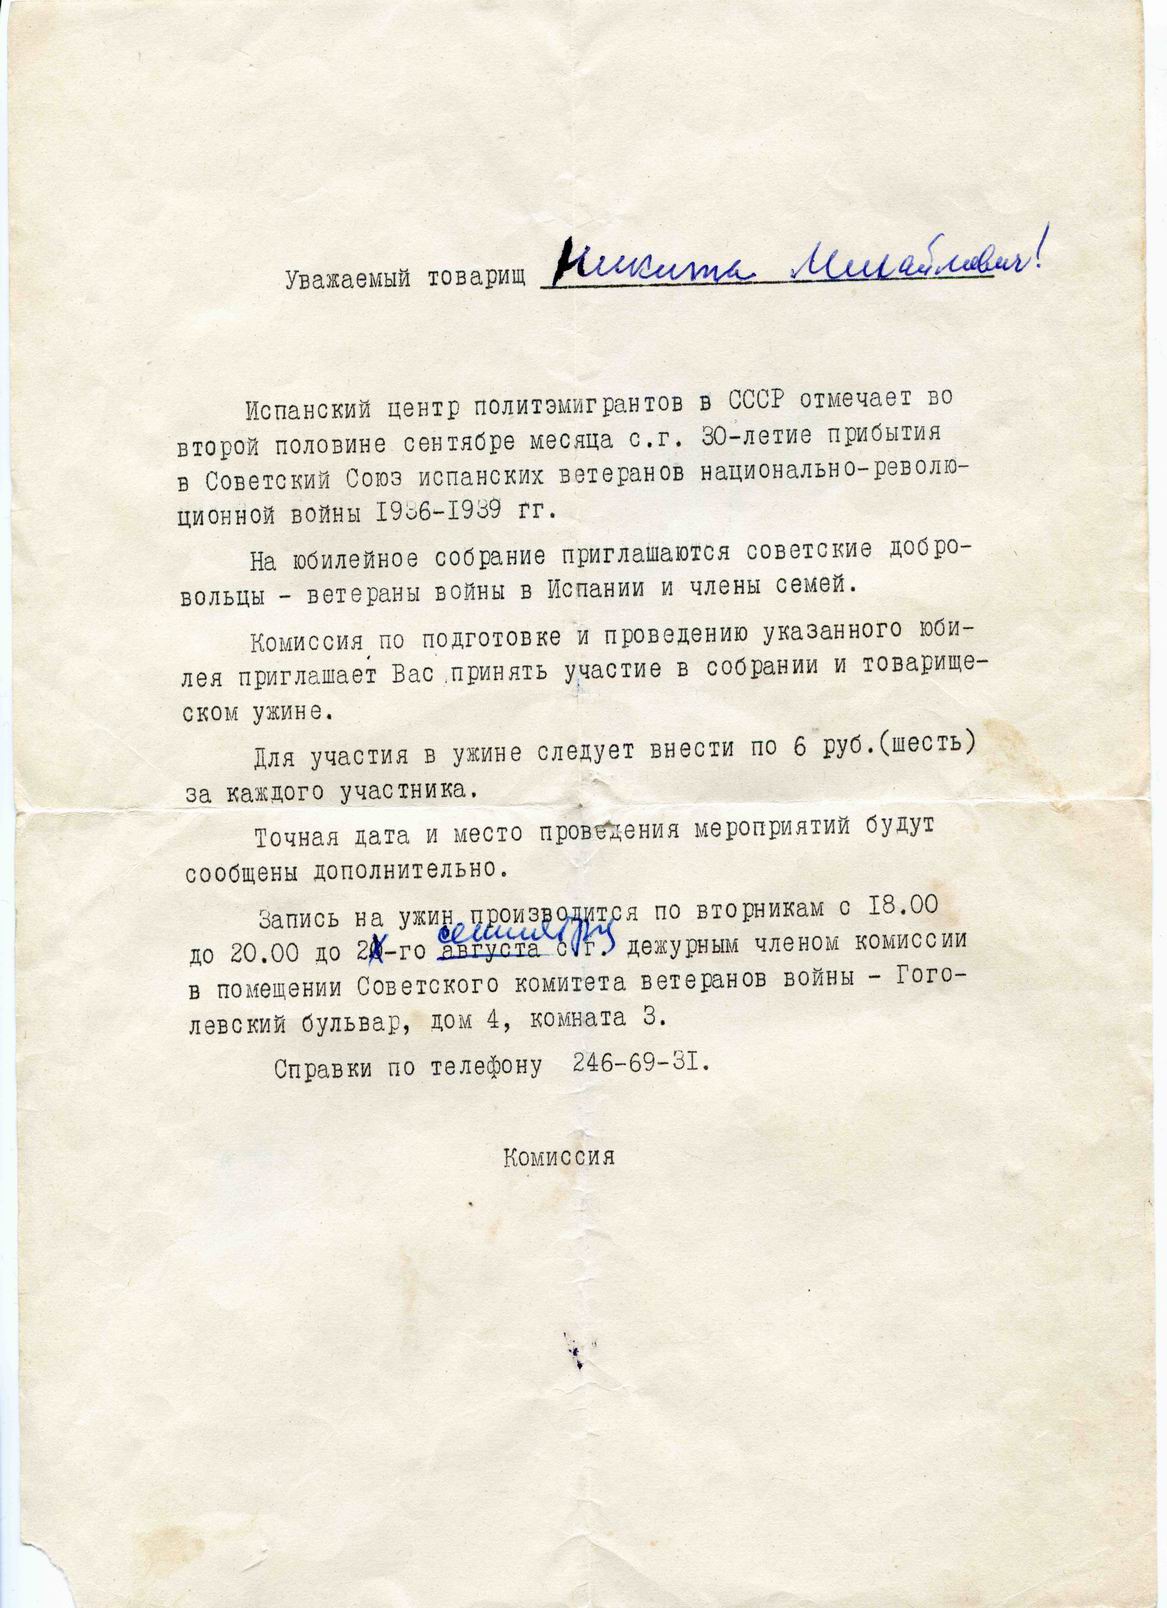 Уважаемый товарищ Никита Михайлович!
Испанский центр политэмигрантов в СССР отмечает во
второй половине сентябре месяца с.г. 30-летие прибытия
в Советский Союз испанских ветеранов национально-револю-
ционной войны 1936-1939 гг.
На юбилейное собрание приглашаются советские добро-
вольцы - ветераны войны в Испании и члены семей.
Комиссия по подготовке и проведению указанного юби-
лея приглашает Вас принять участие в собрании и товарище-
ском ужине.
Для участия в ужине следует внести по 6 руб.(шесть)
за каждого участника.
Точная дата и место проведения мероприятий будут
сообщены дополнительно.
Запись на ужин производится по вторникам с 18.00
сентября
до 20.00 до -го августа с.г. дежурным членом комиссии
в помещении Советского комитета ветеранов войны - Гого-
левский бульвар, дом 4, комната 3.
Справки по телефону 246-69-31.
Комиссия